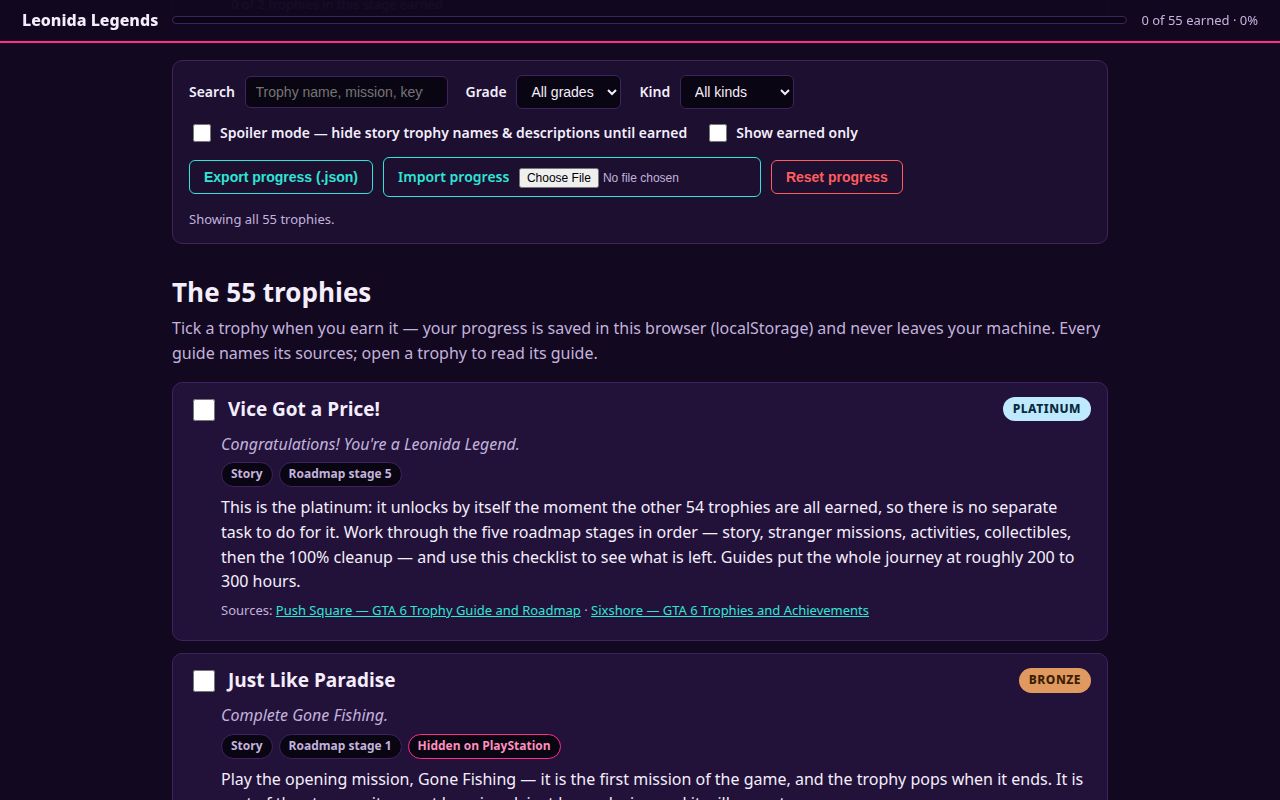 0 of 2 trophies in this stage earned
Leonida Legends
0 of 55 earned · 0%
Search
Trophy name, mission, key
Grade
All grades
Kind
All kinds
Spoiler mode — hide story trophy names & descriptions until earned
Show earned only
Export progress (.json)
Import progress
Choose File
No file chosen
Reset progress
Showing all 55 trophies.
The 55 trophies
Tick a trophy when you earn it — your progress is saved in this browser (localStorage) and never leaves your machine. Every
guide names its sources; open a trophy to read its guide.
Vice Got a Price!
PLATINUM
Congratulations! You're a Leonida Legend.
Story
Roadmap stage 5
This is the platinum: it unlocks by itself the moment the other 54 trophies are all earned, so there is no separate
task to do for it. Work through the five roadmap stages in order — story, stranger missions, activities, collectibles,
then the 100% cleanup — and use this checklist to see what is left. Guides put the whole journey at roughly 200 to
300 hours.
Sources: Push Square — GTA 6 Trophy Guide and Roadmap · Sixshore — GTA 6 Trophies and Achievements
Just Like Paradise
BRONZE
Complete Gone Fishing.
Story
Roadmap stage 1
Hidden on PlayStation
Play the opening mission, Gone Fishing — it is the first mission of the game, and the trophy pops when it ends. It is